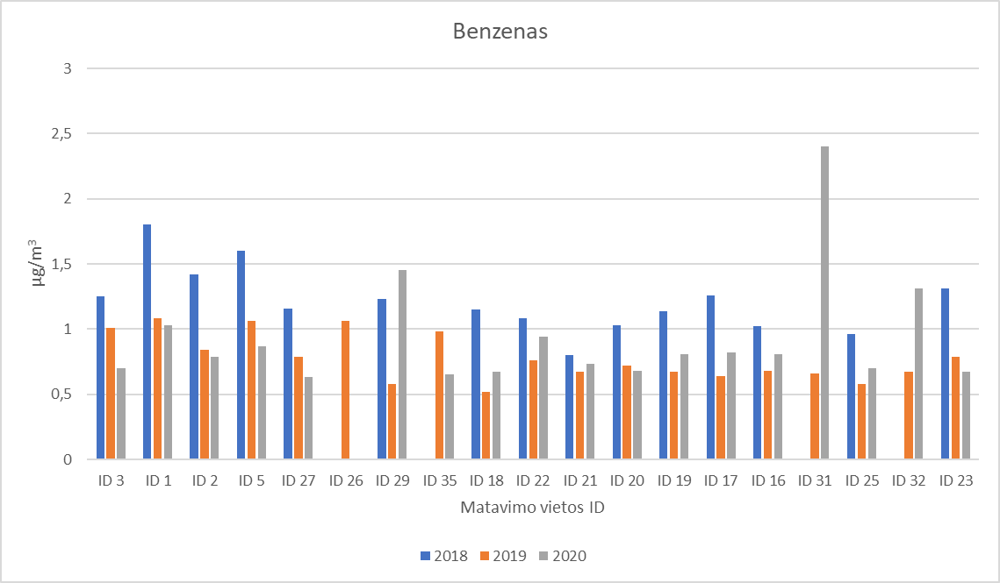 Benzenas
3
2,5
2
1,5
1
0,5
0
µg/m³
ID 3 ID 1 ID 2 ID 5 ID 27 ID 26 ID 29 ID 35 ID 18 ID 22 ID 21 ID 20 ID 19 ID 17 ID 16 ID 31 ID 25 ID 32 ID 23
Matavimo vietos ID
2018 2019 2020